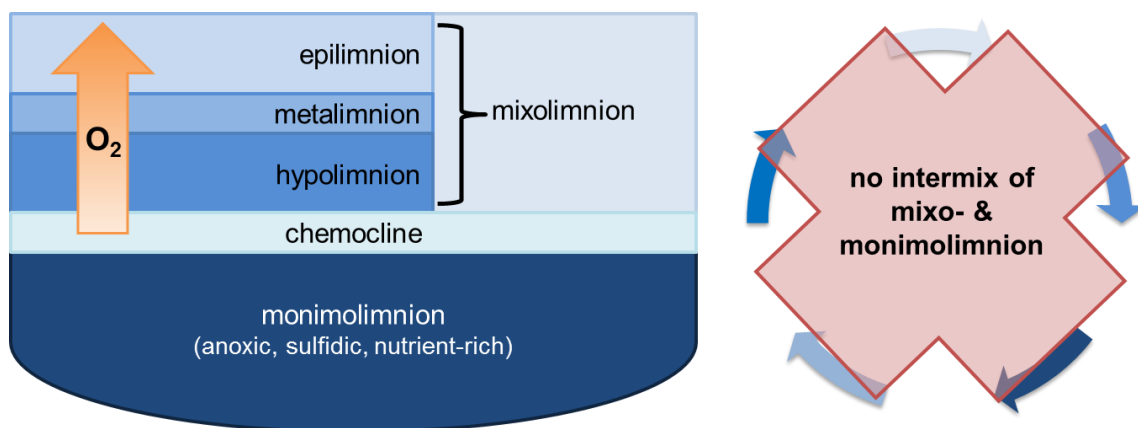 epilimnion
metalimnion
mixolimnion
O₂
hypolimnion
chemocline
monimolimnion
(anoxic, sulfidic, nutrient-rich)
no intermix of
mixo- &
monimolimnion